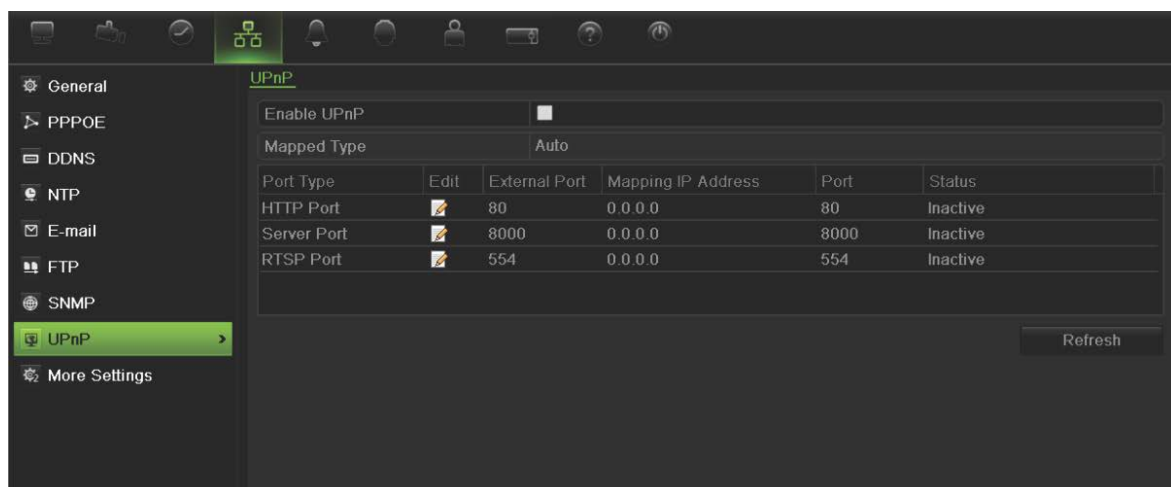 UPnP
General
PPPOE
DDNS
NTP
E-mail
FTP
SNMP
UPnP
More Settings
Enable UPnP
Mapped Type Auto
Port Type Edit External Port Mapping IP Address Port Status
HTTP Port 80 0.0.0.0 80 Inactive
Server Port 8000 0.0.0.0 8000 Inactive
RTSP Port 554 0.0.0.0 554 Inactive
Refresh